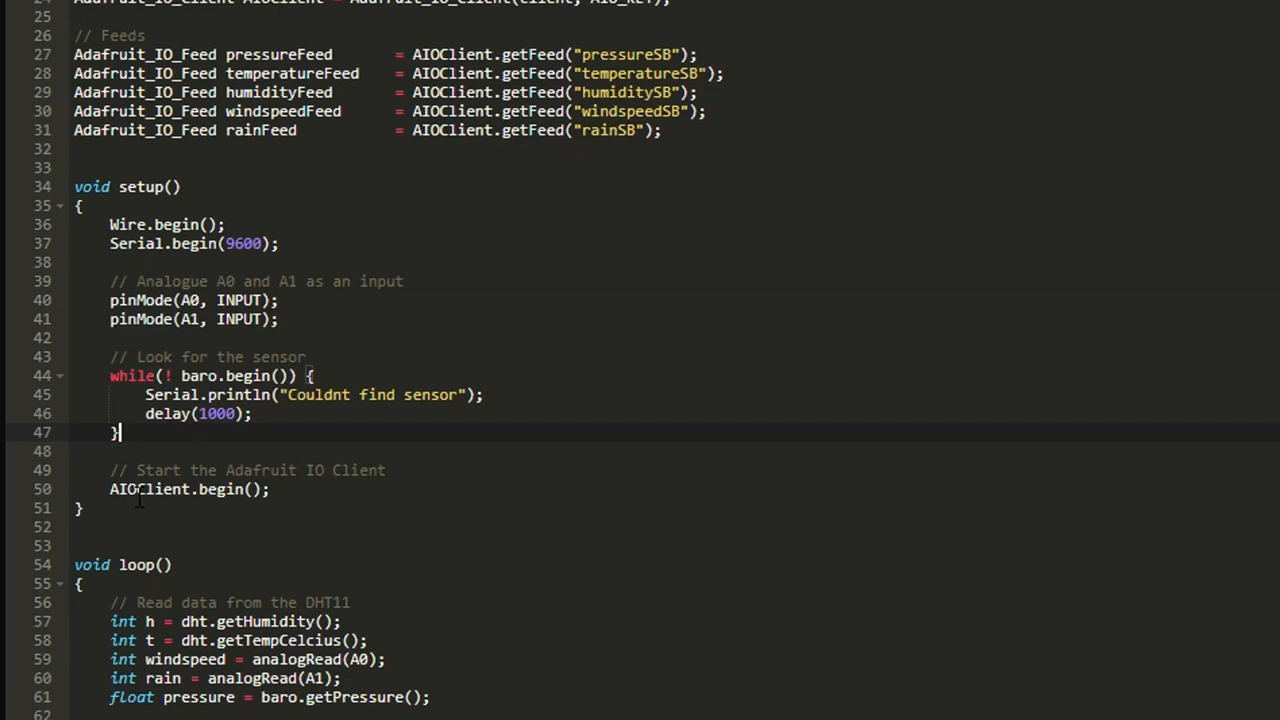 24 Adafruit_IO_Client AIOClient = Adafruit_IO_Client(client, AIO_KEY);
25
26 // Feeds
27 Adafruit_IO_Feed pressureFeed = AIOClient.getFeed("pressureSB");
28 Adafruit_IO_Feed temperatureFeed = AIOClient.getFeed("temperatureSB");
29 Adafruit_IO_Feed humidityFeed = AIOClient.getFeed("humiditySB");
30 Adafruit_IO_Feed windspeedFeed = AIOClient.getFeed("windspeedSB");
31 Adafruit_IO_Feed rainFeed = AIOClient.getFeed("rainSB");
32
33
34 void setup()
35 {
36 Wire.begin();
37 Serial.begin(9600);
38
39 // Analogue A0 and A1 as an input
40 pinMode(A0, INPUT);
41 pinMode(A1, INPUT);
42
43 // Look for the sensor
44 while(! baro.begin()) {
45 Serial.println("Couldnt find sensor");
46 delay(1000);
47 }
48
49 // Start the Adafruit IO Client
50 AIOClient.begin();
51 }
52
53
54 void loop()
55 {
56 // Read data from the DHT11
57 int h = dht.getHumidity();
58 int t = dht.getTempCelcius();
59 int windspeed = analogRead(A0);
60 int rain = analogRead(A1);
61 float pressure = baro.getPressure();
62